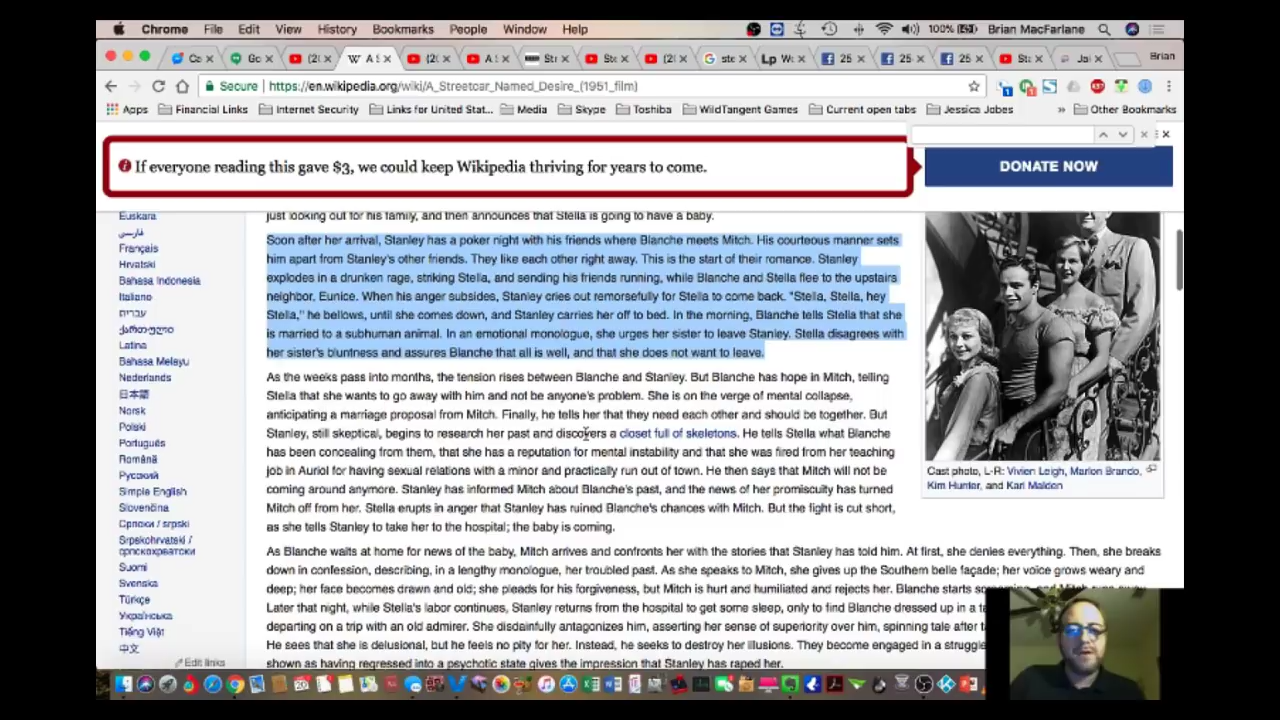 Chrome File Edit View History Bookmarks People Window Help 100% Brian MacFarlane
Brian
Secure https://en.wikipedia.org/wiki/A_Streetcar_Named_Desire_(1951_film)
Apps Financial Links Internet Security Links for United Stat... Media Skype Toshiba WildTangent Games Current open tabs Jessica Jobes » Other Bookmarks
If everyone reading this gave $3, we could keep Wikipedia thriving for years to come.
DONATE NOW
Euskara
فارسی
Français
Hrvatski
Bahasa Indonesia
Italiano
עברית
ქართული
Latina
Bahasa Melayu
Nederlands
日本語
Norsk
Polski
Português
Română
Русский
Simple English
Slovenčina
Српски / srpski
Srpskohrvatski /
српскохрватски
Suomi
Svenska
Türkçe
Українська
Tiếng Việt
中文
Edit links
just looking out for his family, and then announces that Stella is going to have a baby.
Soon after her arrival, Stanley has a poker night with his friends where Blanche meets Mitch. His courteous manner sets
him apart from Stanley's other friends. They like each other right away. This is the start of their romance. Stanley
explodes in a drunken rage, striking Stella, and sending his friends running, while Blanche and Stella flee to the upstairs
neighbor, Eunice. When his anger subsides, Stanley cries out remorsefully for Stella to come back. "Stella, Stella, hey
Stella," he bellows, until she comes down, and Stanley carries her off to bed. In the morning, Blanche tells Stella that she
is married to a subhuman animal. In an emotional monologue, she urges her sister to leave Stanley. Stella disagrees with
her sister's bluntness and assures Blanche that all is well, and that she does not want to leave.
As the weeks pass into months, the tension rises between Blanche and Stanley. But Blanche has hope in Mitch, telling
Stella that she wants to go away with him and not be anyone's problem. She is on the verge of mental collapse,
anticipating a marriage proposal from Mitch. Finally, he tells her that they need each other and should be together. But
Stanley, still skeptical, begins to research her past and discovers a closet full of skeletons. He tells Stella what Blanche
has been concealing from them, that she has a reputation for mental instability and that she was fired from her teaching
job in Auriol for having sexual relations with a minor and practically run out of town. He then says that Mitch will not be
coming around anymore. Stanley has informed Mitch about Blanche's past, and the news of her promiscuity has turned
Mitch off from her. Stella erupts in anger that Stanley has ruined Blanche's chances with Mitch. But the fight is cut short,
as she tells Stanley to take her to the hospital; the baby is coming.
As Blanche waits at home for news of the baby, Mitch arrives and confronts her with the stories that Stanley has told him. At first, she denies everything. Then, she breaks
down in confession, describing, in a lengthy monologue, her troubled past. As she speaks to Mitch, she gives up the Southern belle façade; her voice grows weary and
deep; her face becomes drawn and old; she pleads for his forgiveness, but Mitch is hurt and humiliated and rejects her. Blanche starts
Later that night, while Stella's labor continues, Stanley returns from the hospital to get some sleep, only to find Blanche dressed up in a
departing on a trip with an old admirer. She disdainfully antagonizes him, asserting her sense of superiority over him, spinning tale after
He sees that she is delusional, but he feels no pity for her. Instead, he seeks to destroy her illusions. They become engaged in a struggle
shown as having regressed into a psychotic state gives the impression that Stanley has raped her.
Cast photo, L-R: Vivien Leigh, Marlon Brando,
Kim Hunter, and Karl Malden